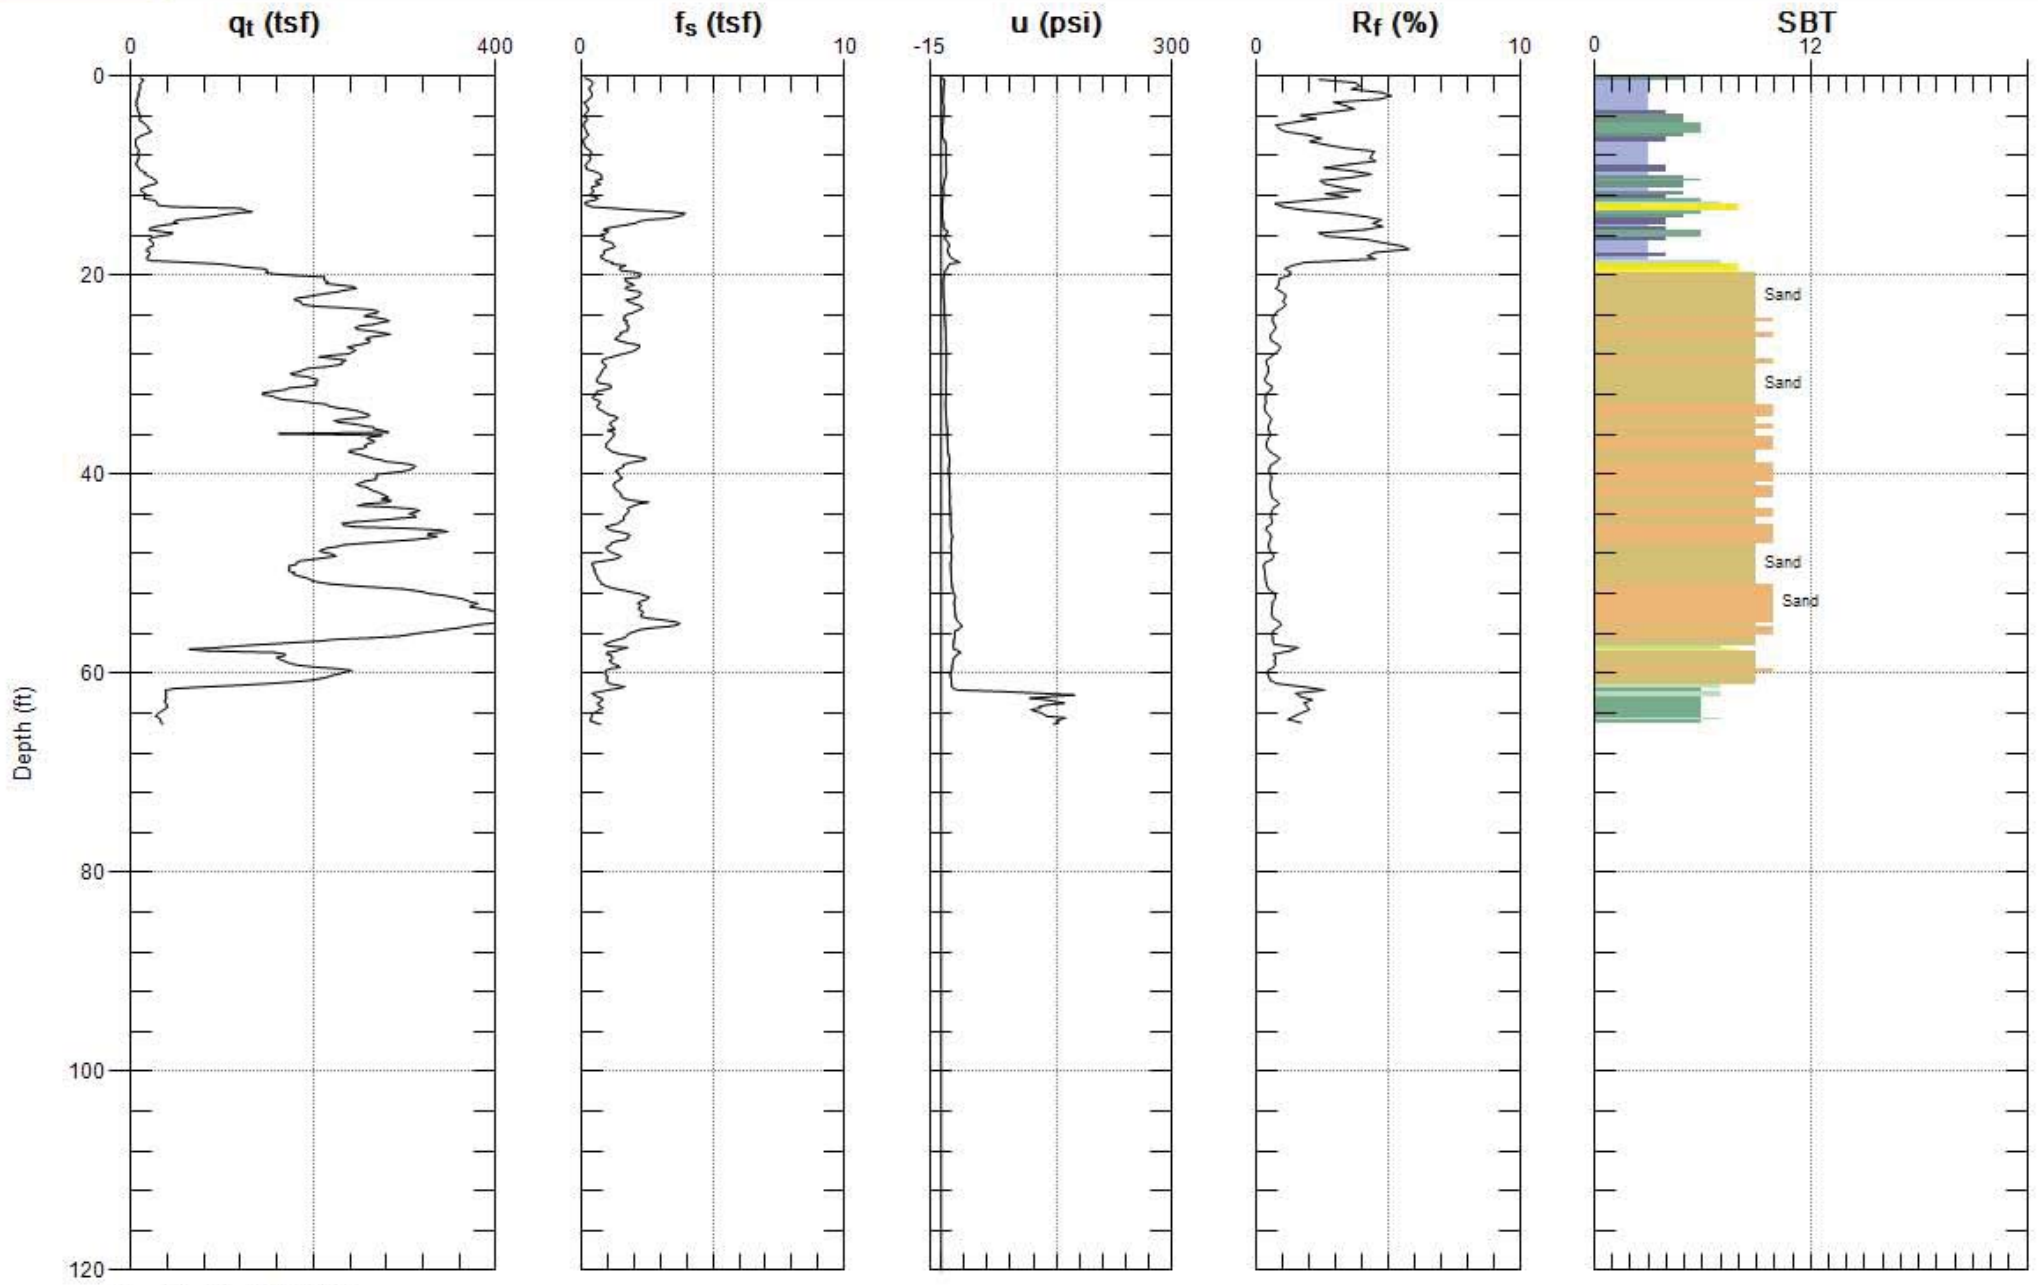 qt (tsf) fs (tsf) u (psi) Rf (%) SBT
0 400 0 10 -15 300 0 10 0 12
0
20
Sand
Sand
40
Sand
Sand
60
Depth (ft)
80
100
120